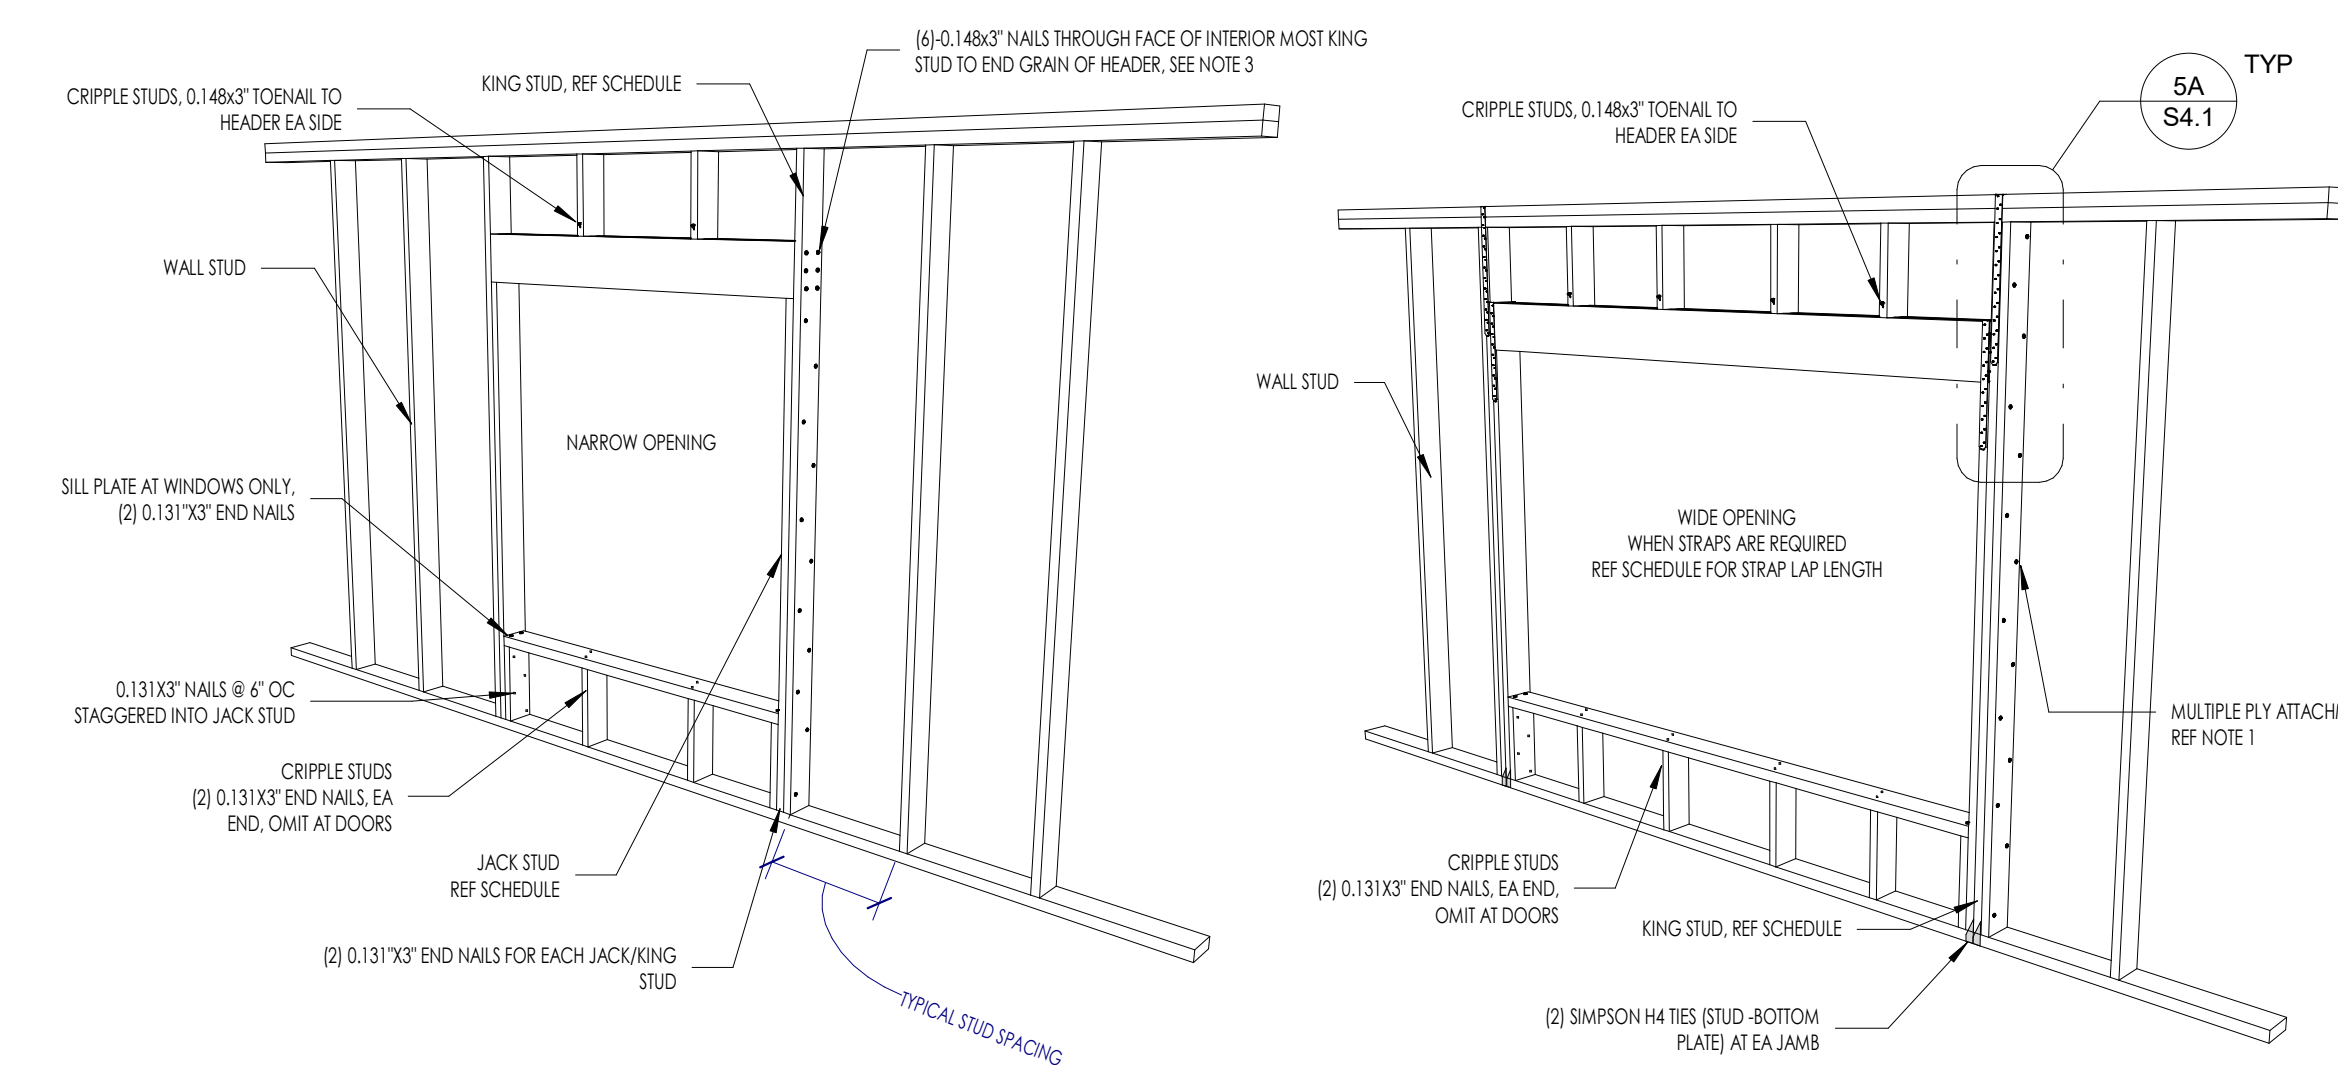 (6)-0.148x3" NAILS THROUGH FACE OF INTERIOR MOST KING
STUD TO END GRAIN OF HEADER, SEE NOTE 3
KING STUD, REF SCHEDULE
CRIPPLE STUDS, 0.148x3" TOENAIL TO
HEADER EA SIDE
WALL STUD
NARROW OPENING
SILL PLATE AT WINDOWS ONLY,
(2) 0.131"X3" END NAILS
0.131X3" NAILS @ 6" OC
STAGGERED INTO JACK STUD
CRIPPLE STUDS
(2) 0.131X3" END NAILS, EA
END, OMIT AT DOORS
JACK STUD
REF SCHEDULE
(2) 0.131"X3" END NAILS FOR EACH JACK/KING
STUD
TYPICAL STUD SPACING
TYP
5A
S4.1
CRIPPLE STUDS, 0.148x3" TOENAIL TO
HEADER EA SIDE
WALL STUD
WIDE OPENING
WHEN STRAPS ARE REQUIRED
REF SCHEDULE FOR STRAP LAP LENGTH
MULTIPLE PLY
REF NOTE 1
CRIPPLE STUDS
(2) 0.131X3" END NAILS, EA END,
OMIT AT DOORS
KING STUD, REF SCHEDULE
(2) SIMPSON H4 TIES (STUD -BOTTOM
PLATE) AT EA JAMB